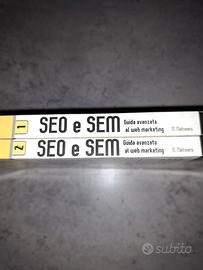 1
SEO e SEM
Guida avanzata
al web marketing
2
SEO e SEM
Guida avanzata
al web marketing
subito